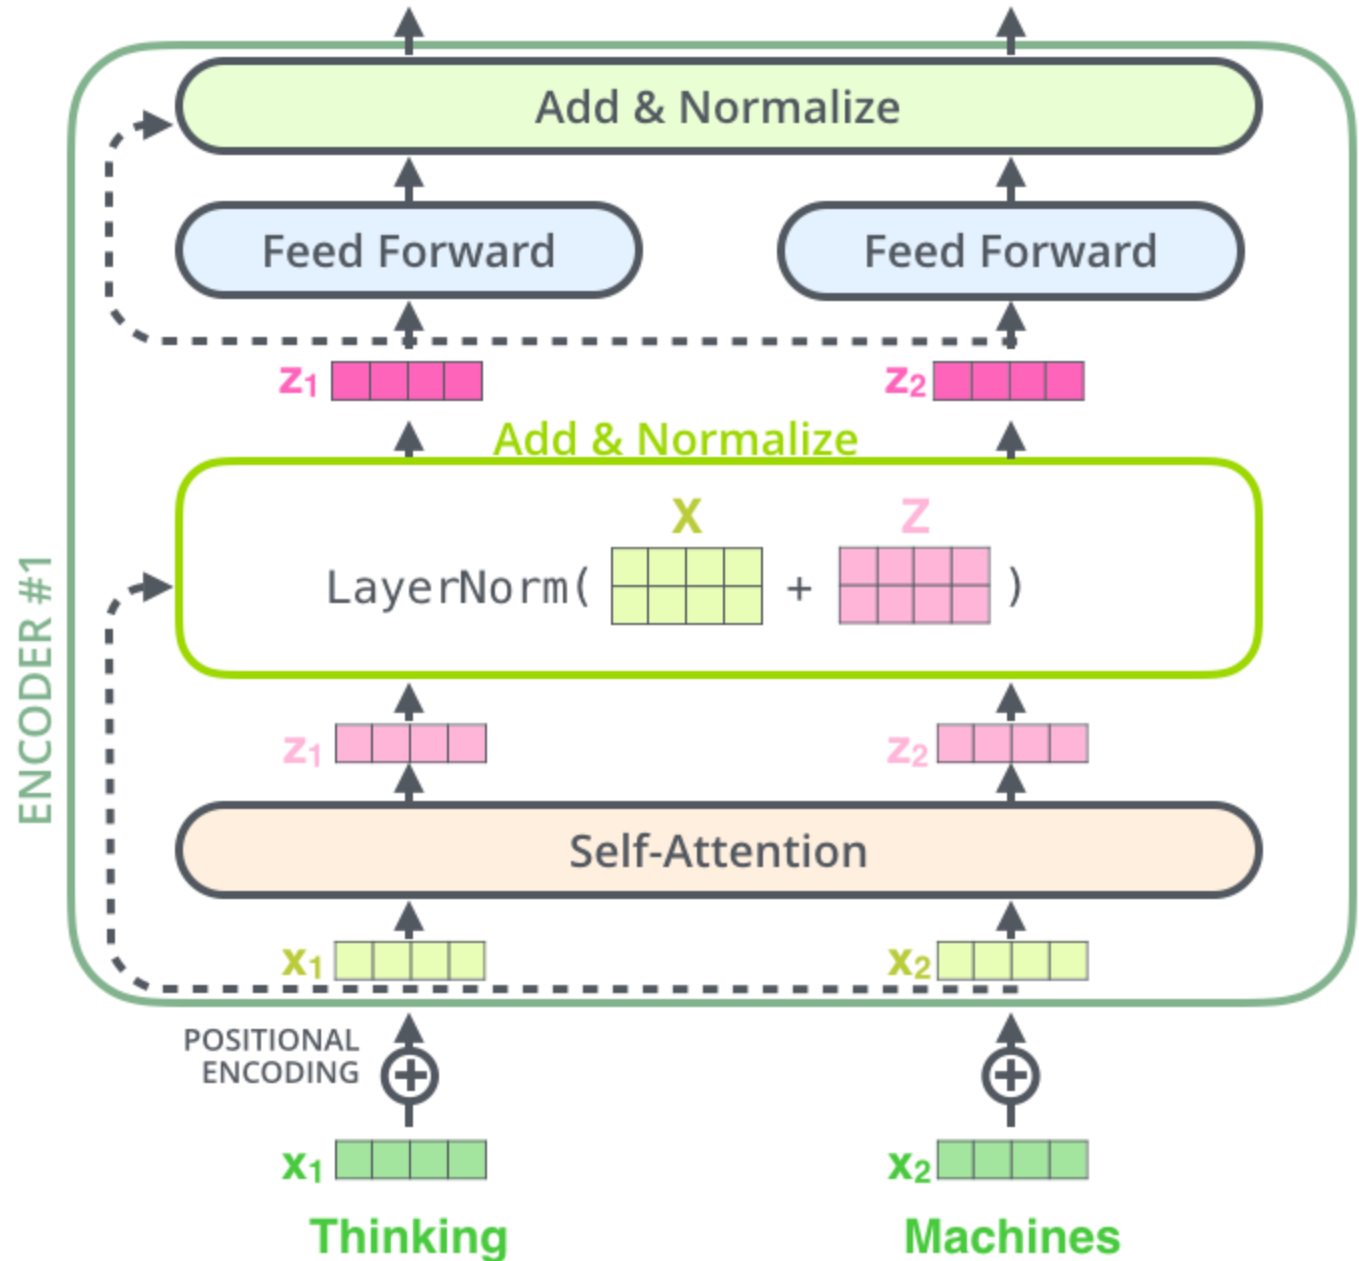 Add & Normalize
Feed Forward
Feed Forward
z1
z2
Add & Normalize
X
Z
LayerNorm(
+
)
ENCODER #1
z1
z2
Self-Attention
x1
x2
POSITIONAL
ENCODING
x1
x2
Thinking
Machines